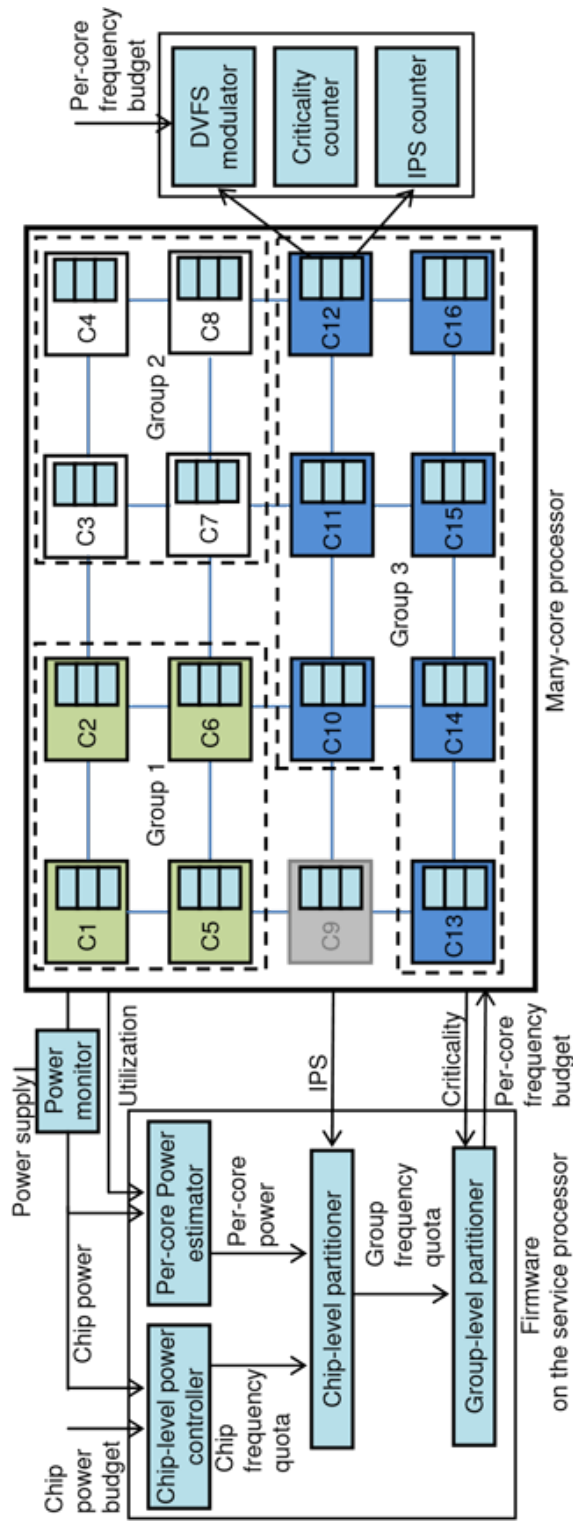 Chip
power
budget
Chip power
Power supply
Power
monitor
Utilization
Chip-level power
controller
Per-core Power
estimator
Chip
frequency
quota
Per-core
power
Chip-level partitioner
IPS
Group
frequency
quota
Group-level partitioner
Criticality
Per-core
frequency
budget
Firmware
on the service processor
C1
C2
C3
C4
Group 1
Group 2
C5
C6
C7
C8
C9
C10
C11
C12
Group 3
C13
C14
C15
C16
Many-core processor
Per-core
frequency
budget
DVFS
modulator
Criticality
counter
IPS counter